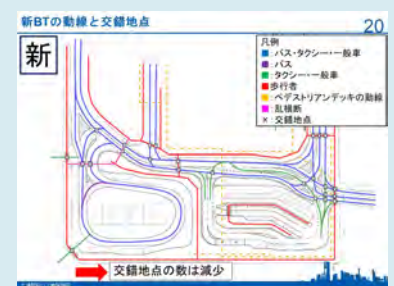 新BTの動線と交錯地点
20
新
凡例
■:バス・タクシー・一般車
■:バス
■:タクシー・一般車
■歩行者
■:ペデストリアンデッキの動線
■:乱横断
×:交錯地点
交錯地点の数は減少